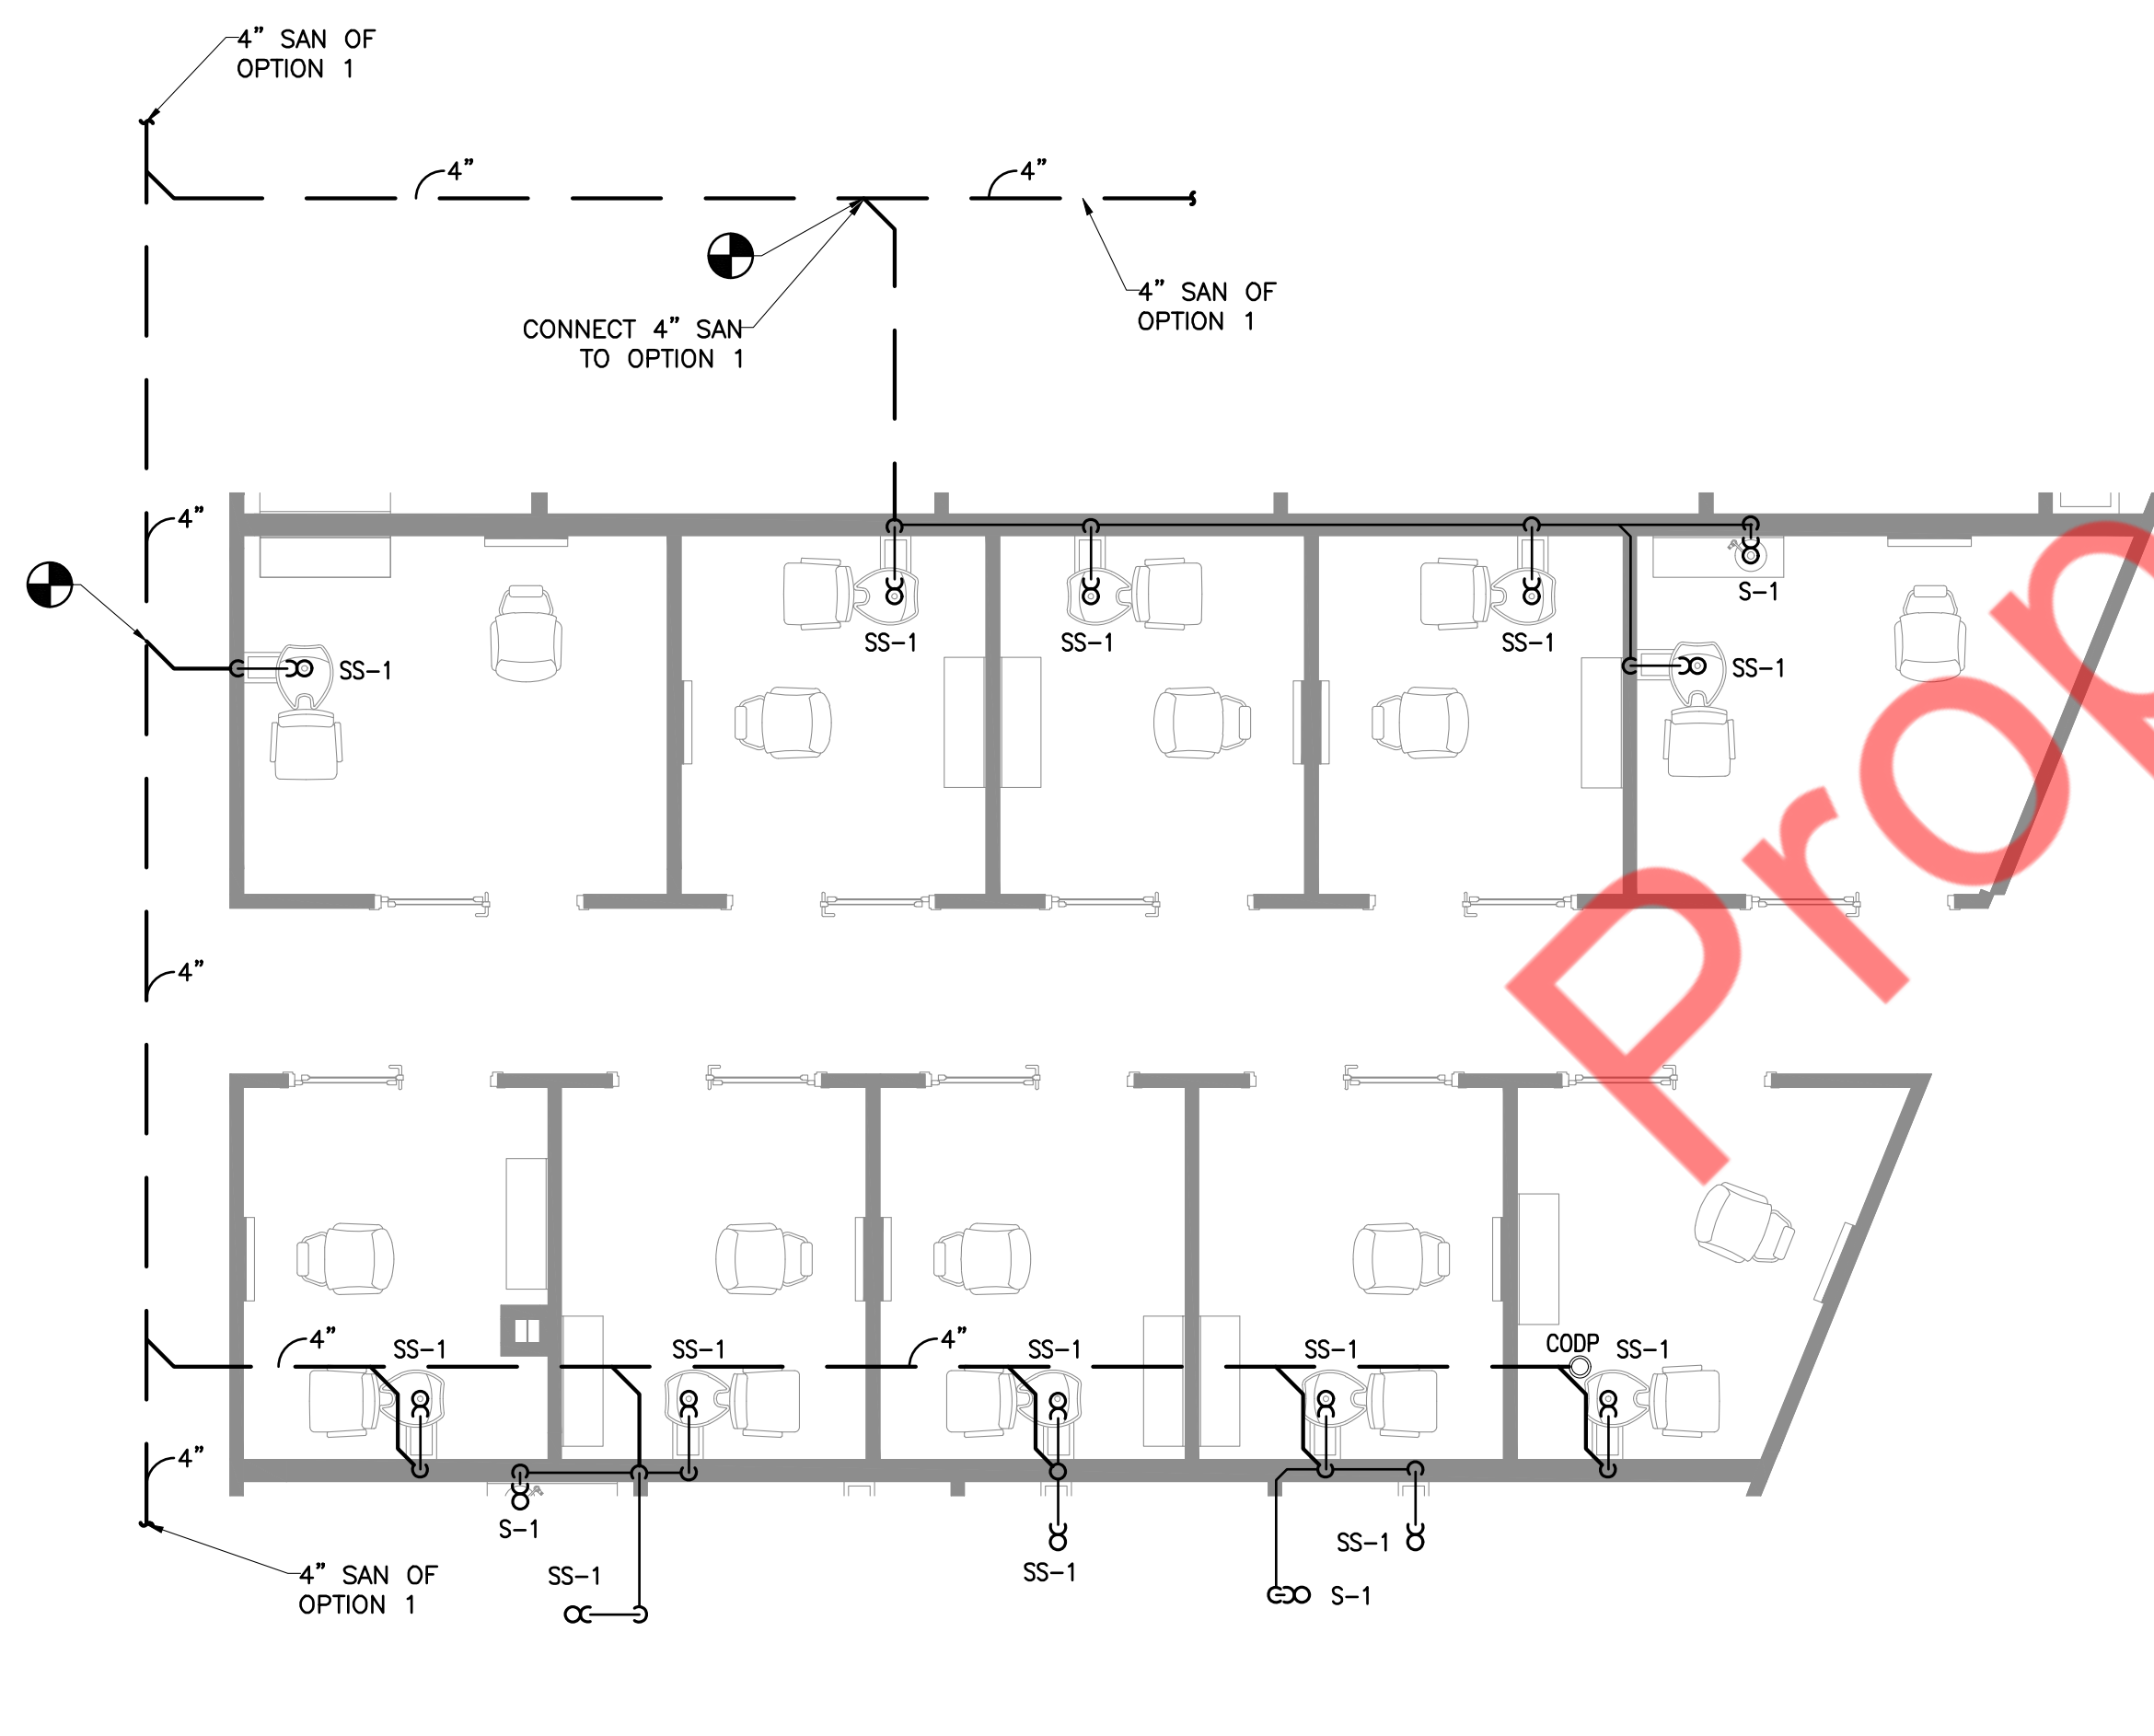 4” SAN OF
OPTION 1
4”
4”
4” SAN OF
OPTION 1
CONNECT 4” SAN
TO OPTION 1
4”
SS-1
SS-1
SS-1
SS-1
S-1
SS-1
4”
4”
SS-1
SS-1
4”
SS-1
SS-1
CODP
SS-1
4”
S-1
SS-1
SS-1
SS-1
S-1
4” SAN OF
OPTION 1
Prop